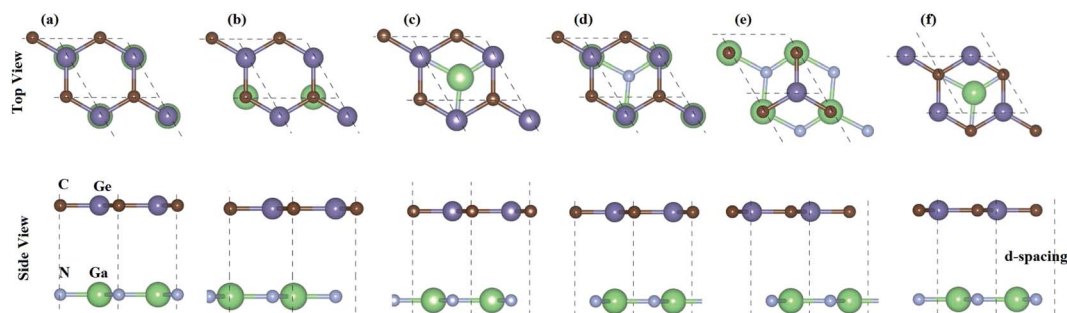 (a) (b) (c) (d) (e) (f)
Top View
C Ge
N Ga
d-spacing
Side View